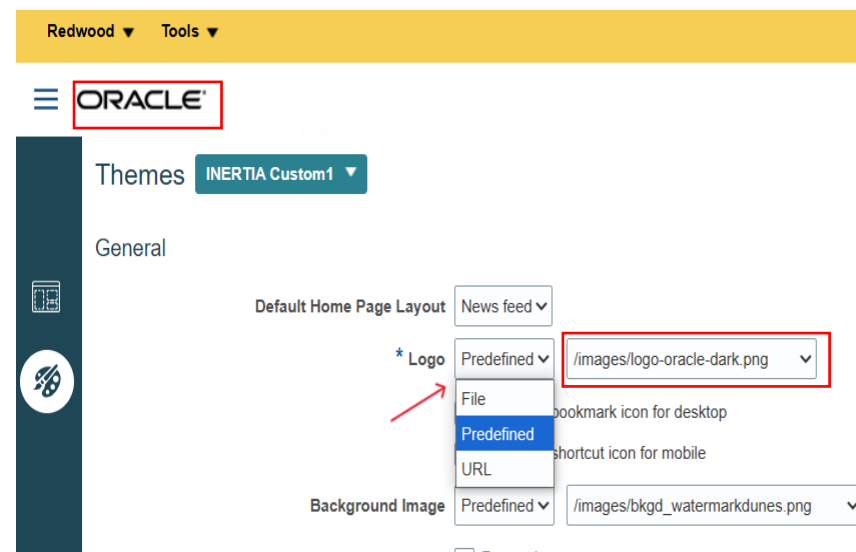 Redwood ▼ Tools ▼
ORACLE
Themes INERTIA Custom1 ▼
General
Default Home Page Layout News feed
* Logo Predefined /images/logo-oracle-dark.png
File
ookmark icon for desktop
Predefined
shortcut icon for mobile
URL
Background Image Predefined /images/bkgd_watermarkdunes.png